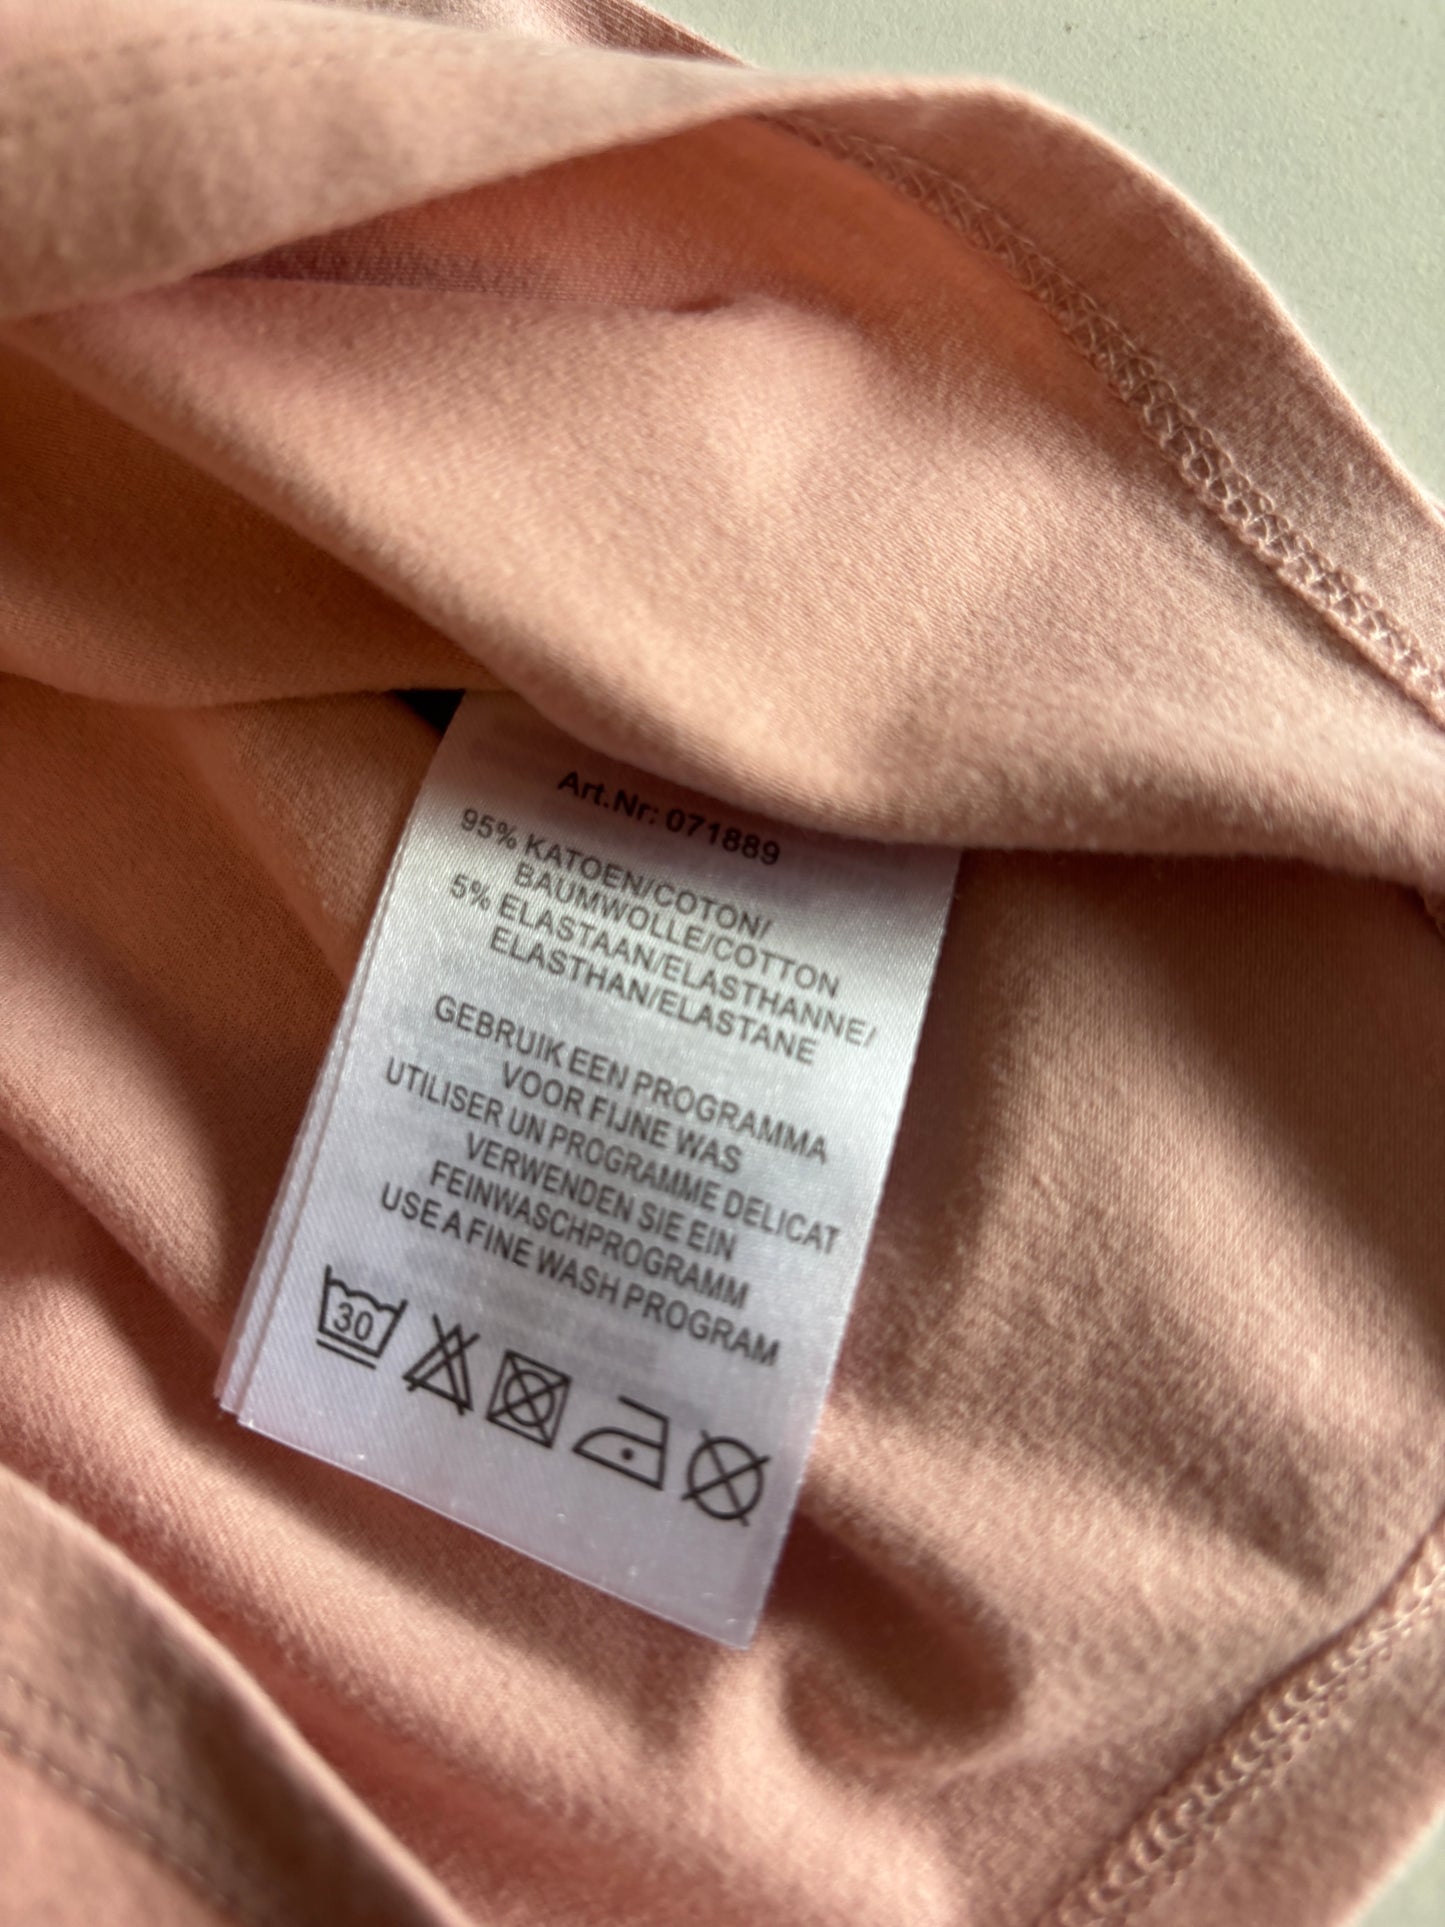 Art.Nr: 071889
95% KATOEN/COTON/
BAUMWOLLE/COTTON
5% ELASTAAN/ELASTHANNE/
ELASTHAN/ELASTANE
GEBRUIK EEN PROGRAMMA
VOOR FIJNE WAS
UTILISER UN PROGRAMME DELICAT
VERWENDEN SIE EIN
FEINWASCHPROGRAMM
USE A FINE WASH PROGRAM
30